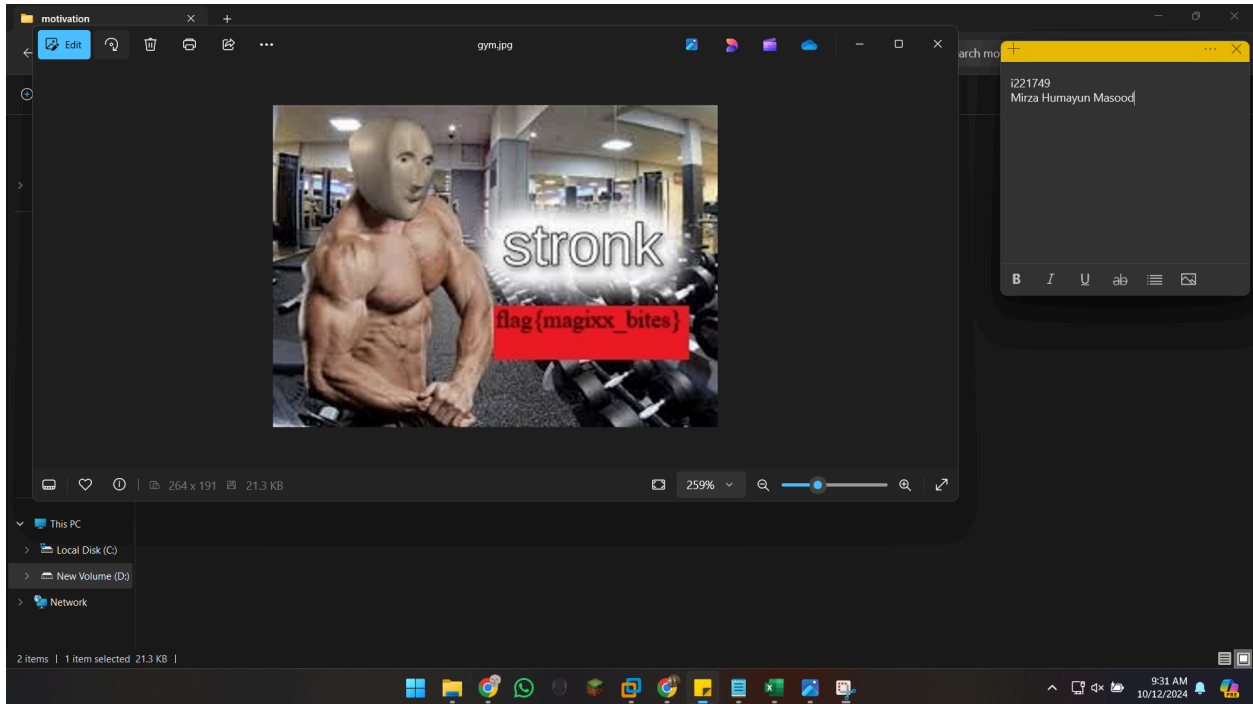 motivation
Edit
gym.jpg
arch mo
i221749
Mirza Humayun Masood
stronk
flag{magixx_bites}
B I U ab
264 x 191 21.3 KB
259%
This PC
Local Disk (C:)
New Volume (D:)
Network
2 items | 1 item selected 21.3 KB |
9:31 AM
10/12/2024